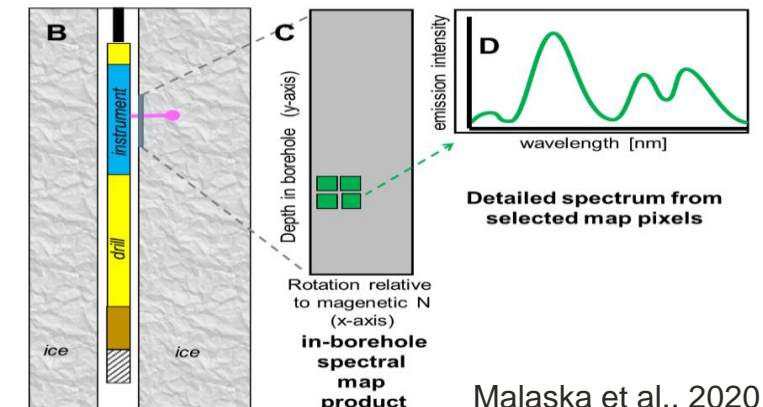 B
instrument
drill
ice
ice
C
Depth in borehole (y-axis)
Rotation relative
to magenetic N
(x-axis)
in-borehole
spectral
map
product
D
emission intensity
wavelength [nm]
Detailed spectrum from
selected map pixels
Malaska et al., 2020